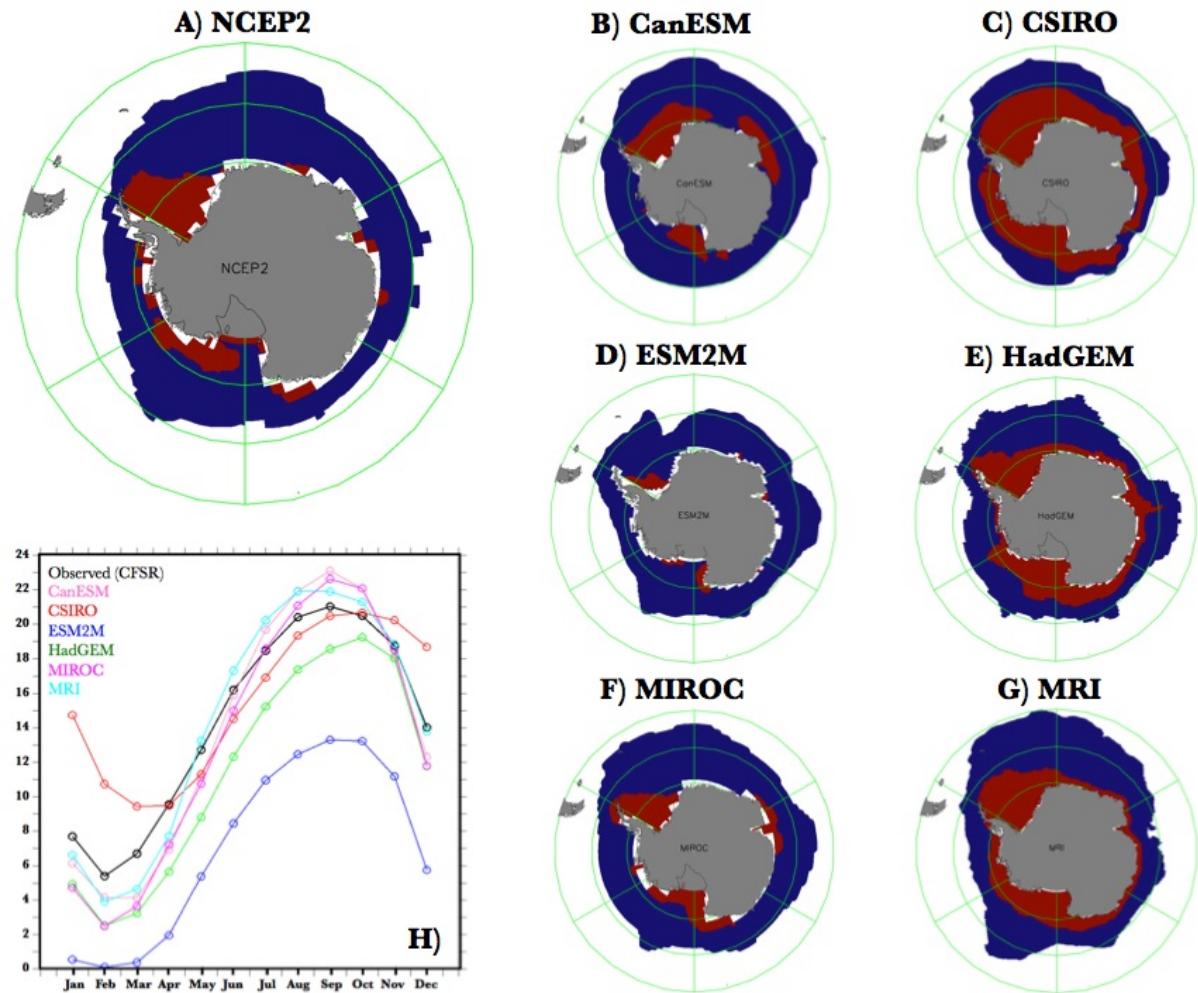 A) NCEP2
NCEP2
B) CanESM
CanESM
C) CSIRO
CSIRO
D) ESM2M
ESM2M
E) HadGEM
HadGEM
F) MIROC
MIROC
G) MRI
MRI
24
22
20
18
16
14
12
10
8
6
4
2
0
Observed (CFSR)
CanESM
CSIRO
ESM2M
HadGEM
MIROC
MRI
H)
Jan Feb Mar Apr May Jun Jul Aug Sep Oct Nov Dec